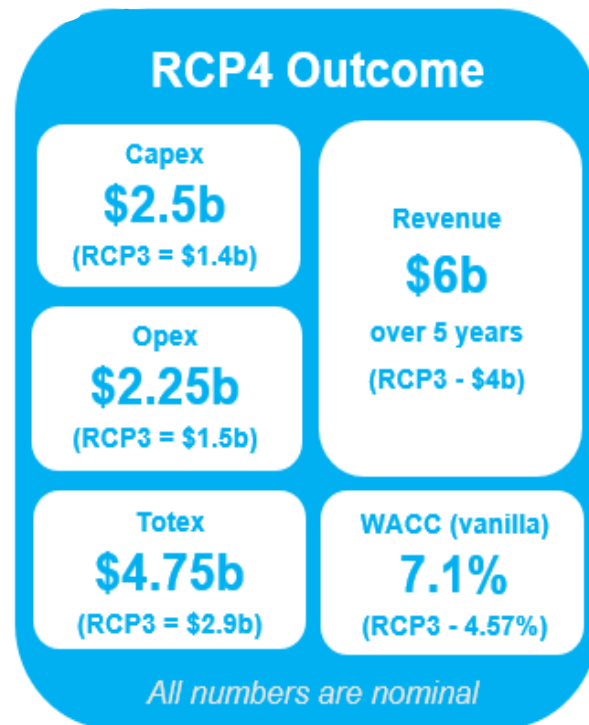 RCP4 Outcome
Capex
$2.5b
(RCP3 = $1.4b)
Opex
$2.25b
(RCP3 = $1.5b)
Totex
$4.75b
(RCP3 = $2.9b)
Revenue
$6b
over 5 years
(RCP3 - $4b)
WACC (vanilla)
7.1%
(RCP3 - 4.57%)
All numbers are nominal